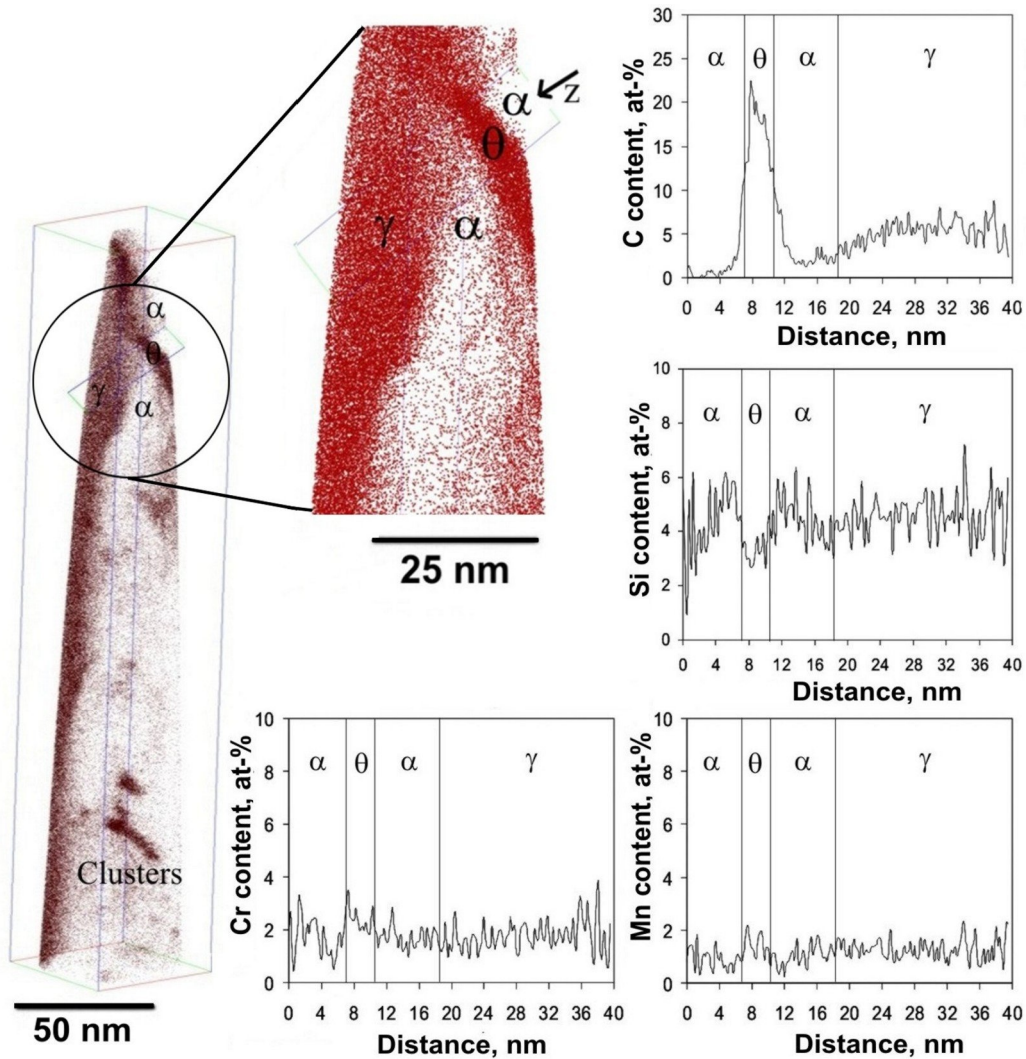 α
θ
γ
α
Clusters
50 nm
α
z
θ
γ
α
25 nm
C content, at-%
30
25
20
15
10
5
0
α θ α γ
0 4 8 12 16 20 24 28 32 36 40
Distance, nm
Si content, at-%
10
8
6
4
2
0
α θ α γ
0 4 8 12 16 20 24 28 32 36 40
Distance, nm
Cr content, at-%
10
8
6
4
2
0
α θ α γ
0 4 8 12 16 20 24 28 32 36 40
Distance, nm
Mn content, at-%
10
8
6
4
2
0
α θ α γ
0 4 8 12 16 20 24 28 32 36 40
Distance, nm